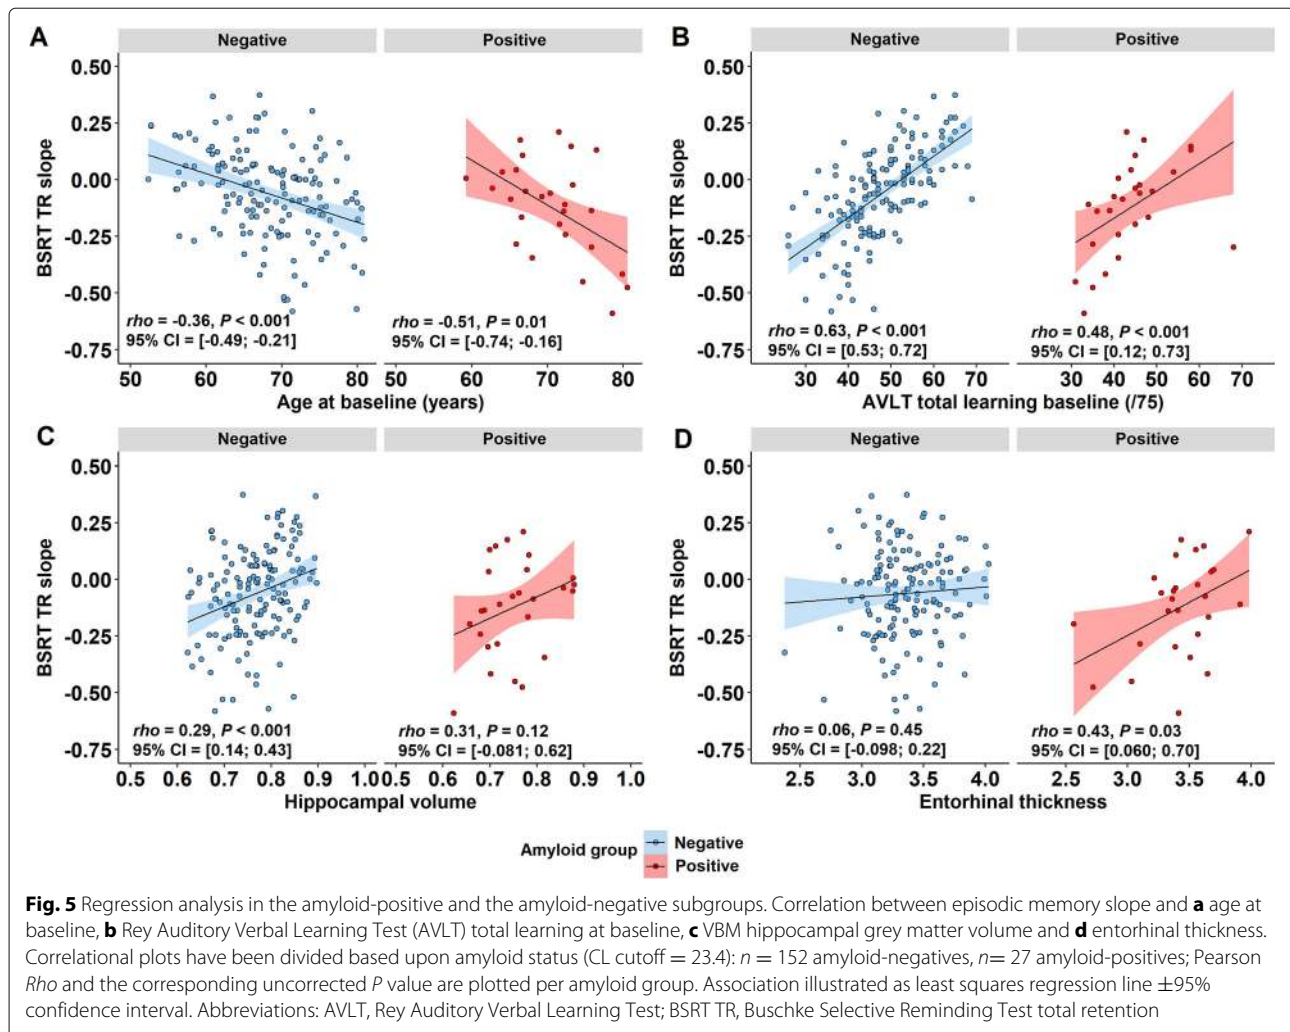 A
Negative
Positive
0.50
0.25
0.00
-0.25
-0.50
-0.75
BSRT TR slope
rho = -0.36, P < 0.001
95% CI = [-0.49; -0.21]
rho = -0.51, P = 0.01
95% CI = [-0.74; -0.16]
50 60 70 80 50 60 70 80
Age at baseline (years)
B
Negative
Positive
0.50
0.25
0.00
-0.25
-0.50
-0.75
BSRT TR slope
rho = 0.63, P < 0.001
95% CI = [0.53; 0.72]
rho = 0.48, P < 0.001
95% CI = [0.12; 0.73]
30 40 50 60 70 30 40 50 60 70
AVLT total learning baseline (/75)
C
Negative
Positive
0.50
0.25
0.00
-0.25
-0.50
-0.75
BSRT TR slope
rho = 0.29, P < 0.001
95% CI = [0.14; 0.43]
rho = 0.31, P = 0.12
95% CI = [-0.081; 0.62]
0.5 0.6 0.7 0.8 0.9 1.0 0.5 0.6 0.7 0.8 0.9 1.0
Hippocampal volume
D
Negative
Positive
0.50
0.25
0.00
-0.25
-0.50
-0.75
BSRT TR slope
rho = 0.06, P = 0.45
95% CI = [-0.098; 0.22]
rho = 0.43, P = 0.03
95% CI = [0.060; 0.70]
2.5 3.0 3.5 4.0 2.5 3.0 3.5 4.0
Entorhinal thickness
Amyloid group
Negative
Positive
Fig. 5 Regression analysis in the amyloid-positive and the amyloid-negative subgroups. Correlation between episodic memory slope and a age at
baseline, b Rey Auditory Verbal Learning Test (AVLT) total learning at baseline, c VBM hippocampal grey matter volume and d entorhinal thickness.
Correlational plots have been divided based upon amyloid status (CL cutoff = 23.4): n = 152 amyloid-negatives, n= 27 amyloid-positives; Pearson
Rho and the corresponding uncorrected P value are plotted per amyloid group. Association illustrated as least squares regression line ±95%
confidence interval. Abbreviations: AVLT, Rey Auditory Verbal Learning Test; BSRT TR, Buschke Selective Reminding Test total retention